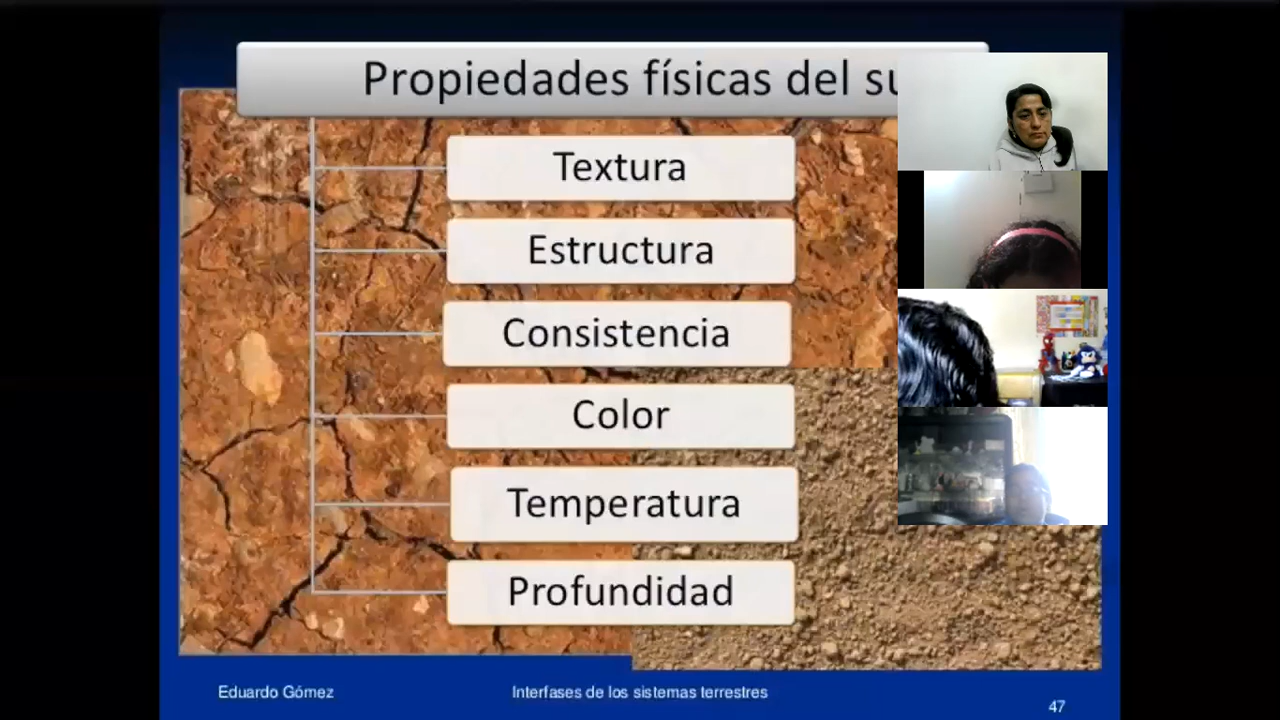 Propiedades físicas del su
Textura
Estructura
Consistencia
Color
Temperatura
Profundidad
Eduardo Gómez
Interfases de los sistemas terrestres
47